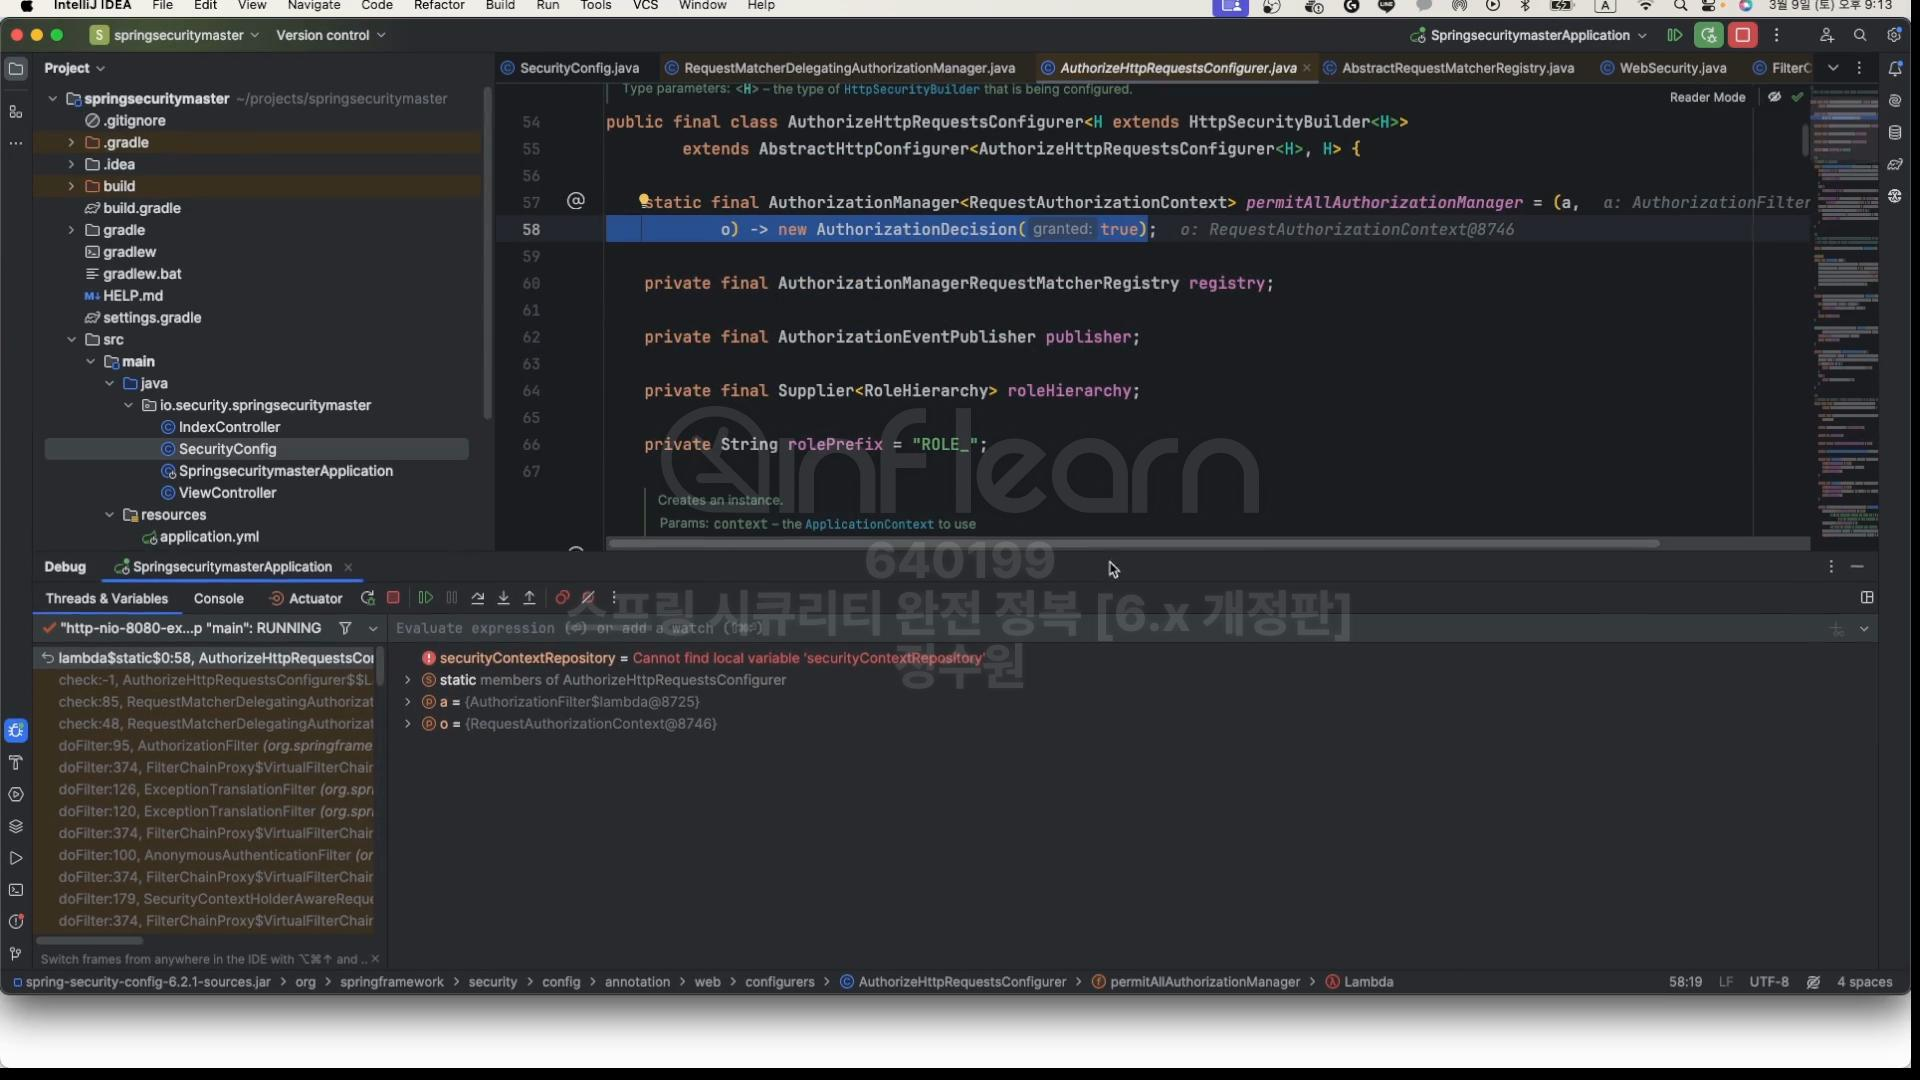 IntelliJ IDEA File Edit View Navigate Code Refactor Build Run Tools VCS Window Help 3월 9일 (토) 오후 9:13
S springsecuritymaster Version control SpringsecuritymasterApplication
Project
SecurityConfig.java RequestMatcherDelegatingAuthorizationManager.java AuthorizeHttpRequestsConfigurer.java AbstractRequestMatcherRegistry.java WebSecurity.java FilterC
springsecuritymaster ~/projects/springsecuritymaster
.gitignore
.gradle
.idea
build
build.gradle
gradle
gradlew
gradlew.bat
HELP.md
settings.gradle
src
main
java
io.security.springsecuritymaster
IndexController
SecurityConfig
SpringsecuritymasterApplication
ViewController
resources
application.yml
Type parameters: <H> – the type of HttpSecurityBuilder that is being configured.
Reader Mode
54 public final class AuthorizeHttpRequestsConfigurer<H extends HttpSecurityBuilder<H>>
55 extends AbstractHttpConfigurer<AuthorizeHttpRequestsConfigurer<H>, H> {
56
57 static final AuthorizationManager<RequestAuthorizationContext> permitAllAuthorizationManager = (a, a: AuthorizationFilter
58 o) -> new AuthorizationDecision( granted: true); o: RequestAuthorizationContext@8746
59
60 private final AuthorizationManagerRequestMatcherRegistry registry;
61
62 private final AuthorizationEventPublisher publisher;
63
64 private final Supplier<RoleHierarchy> roleHierarchy;
65
66 private String rolePrefix = "ROLE_";
67
Creates an instance.
Params: context – the ApplicationContext to use
inflearn
640199
스프링 시큐리티 완전 정복 [6.x 개정판]
정수원
Debug SpringsecuritymasterApplication
Threads & Variables Console Actuator
"http-nio-8080-ex...p "main": RUNNING
Evaluate expression (⏎) or add a watch (⇧⌘⏎)
lambda$static$0:58, AuthorizeHttpRequestsCo
check:-1, AuthorizeHttpRequestsConfigurer$$L
check:85, RequestMatcherDelegatingAuthorizat
check:48, RequestMatcherDelegatingAuthorizat
doFilter:95, AuthorizationFilter (org.springframe
doFilter:374, FilterChainProxy$VirtualFilterChair
doFilter:126, ExceptionTranslationFilter (org.spr
doFilter:120, ExceptionTranslationFilter (org.spr
doFilter:374, FilterChainProxy$VirtualFilterChair
doFilter:100, AnonymousAuthenticationFilter (or
doFilter:374, FilterChainProxy$VirtualFilterChair
doFilter:179, SecurityContextHolderAwareReque
doFilter:374, FilterChainProxy$VirtualFilterChair
Switch frames from anywhere in the IDE with ⌥⌘↑ and ..
securityContextRepository = Cannot find local variable 'securityContextRepository'
static members of AuthorizeHttpRequestsConfigurer
a = {AuthorizationFilter$lambda@8725}
o = {RequestAuthorizationContext@8746}
spring-security-config-6.2.1-sources.jar > org > springframework > security > config > annotation > web > configurers > AuthorizeHttpRequestsConfigurer > permitAllAuthorizationManager > Lambda
58:19 LF UTF-8 4 spaces